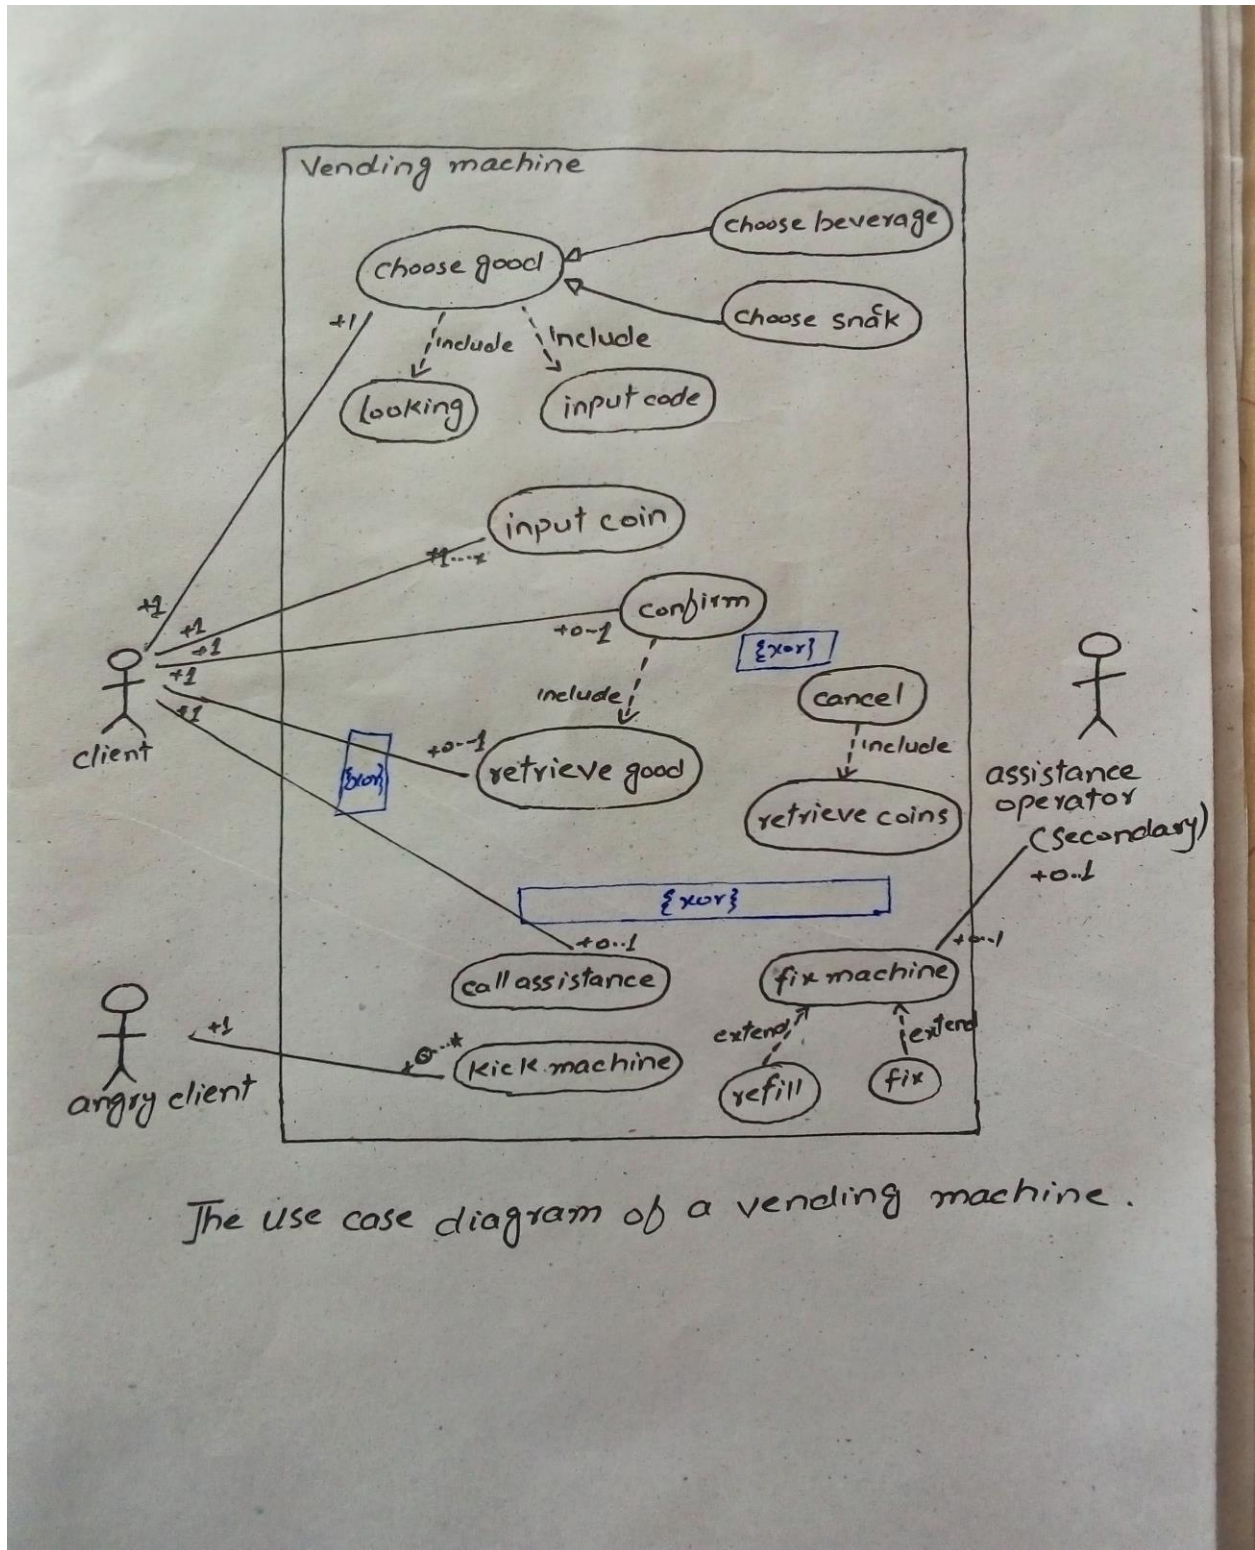 Vending machine
choose beverage
choose good
choose snak
+1
include
include
looking
input code
input coin
+1...*
confirm
+0-1
{xor}
+1
+1
+1
+1
+1
client
include
cancel
include
+0--1
{xor}
retrieve good
retrieve coins
assistance
operator
(secondary)
+0..1
{xor}
+0..1
+0--1
call assistance
fix machine
extend
extend
+1
+0...*
kick machine
refill
fix
angry client
The use case diagram of a vending machine.